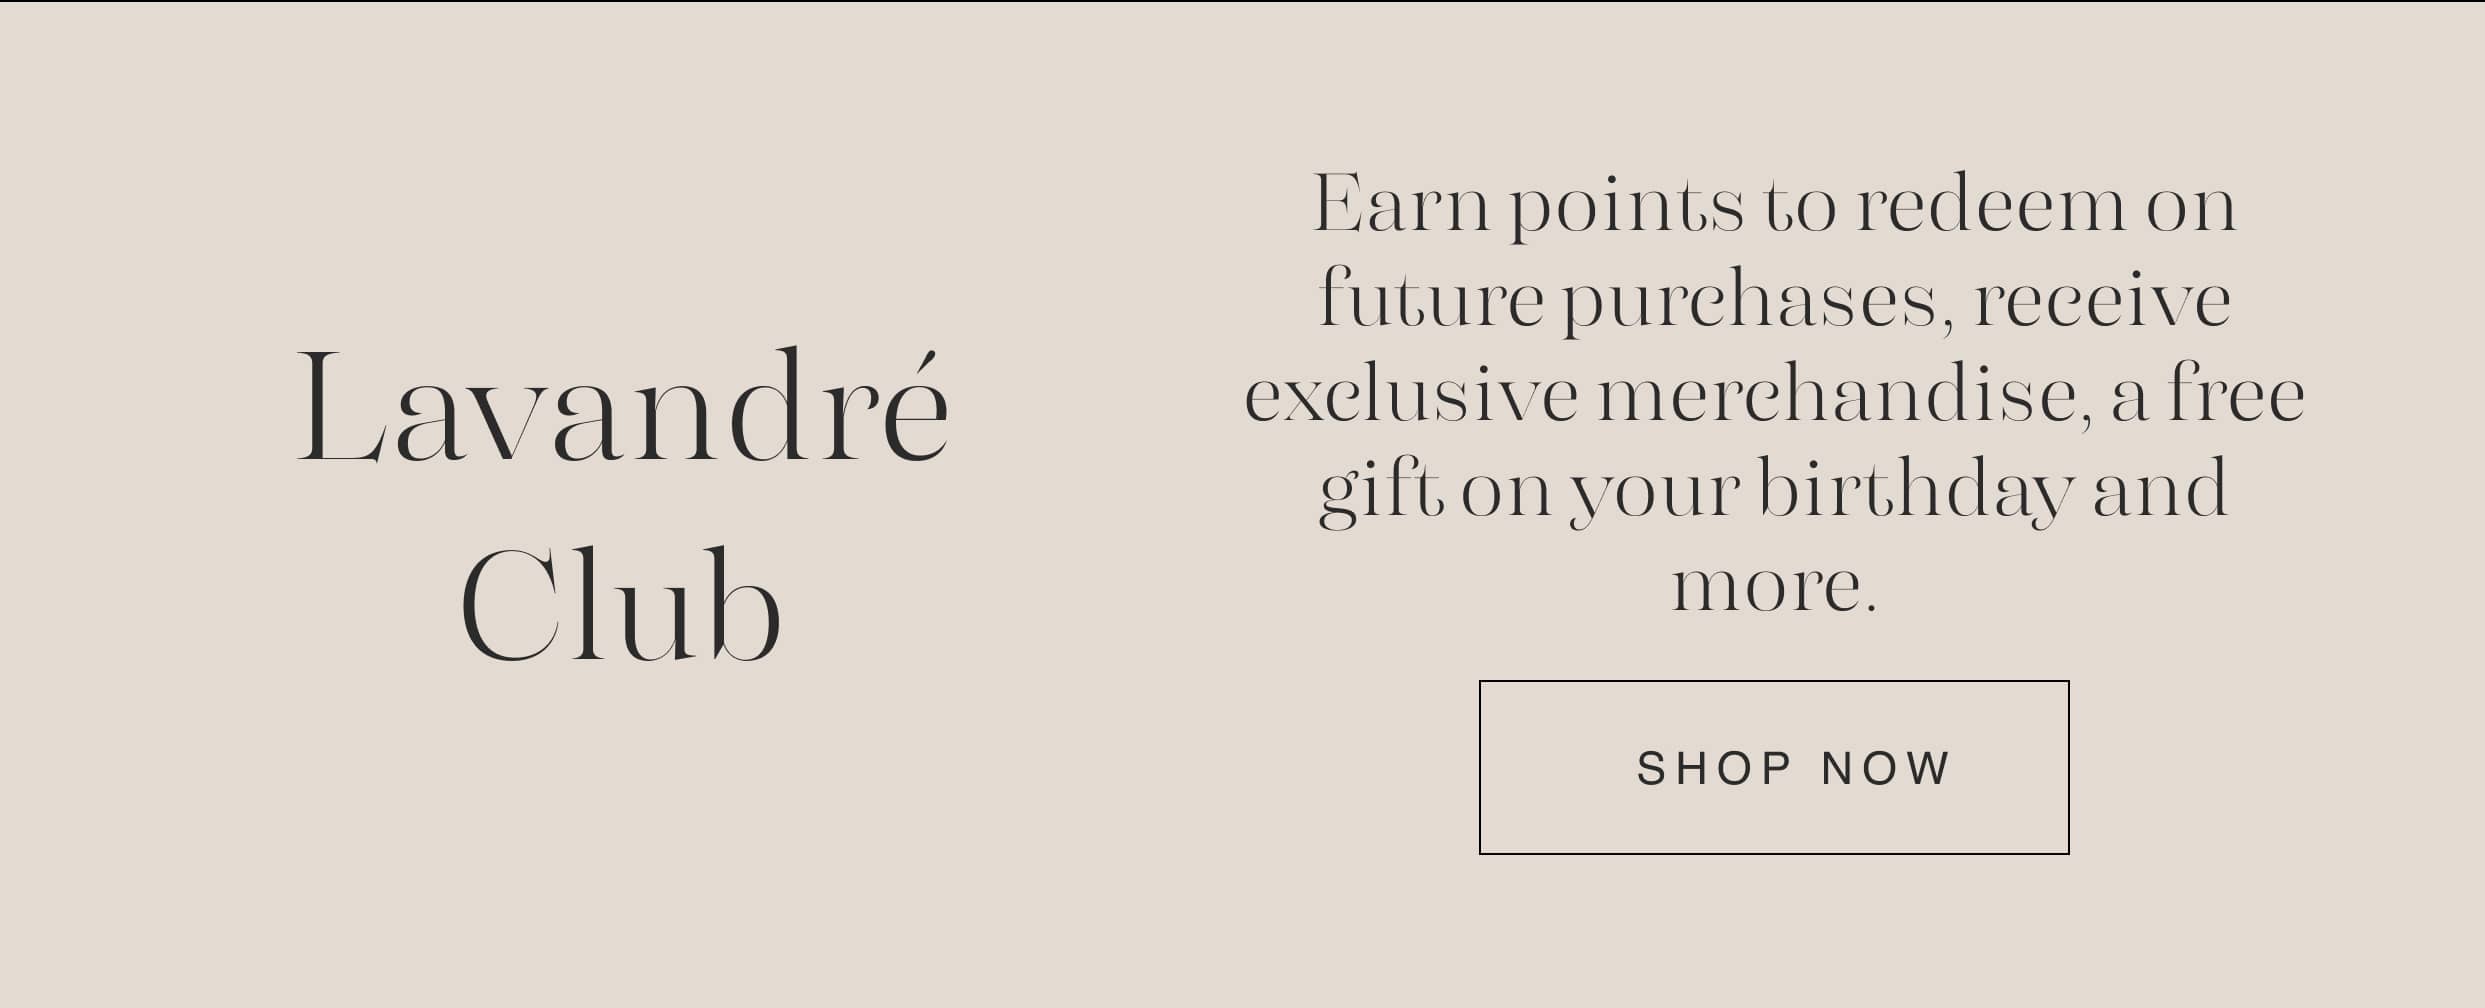 Lavandré
Club
Earn points to redeem on
future purchases, receive
exclusive merchandise, a free
gift on your birthday and
more.
SHOP NOW